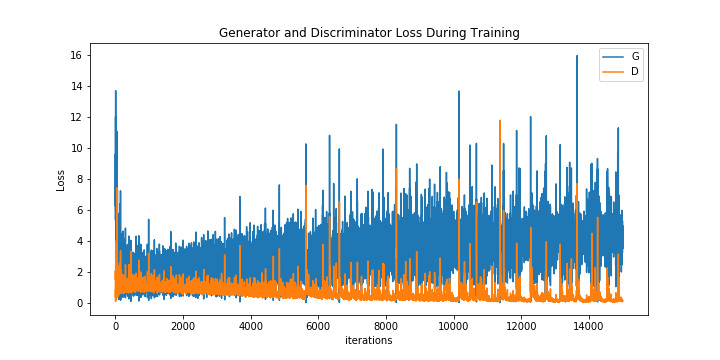 Generator and Discriminator Loss During Training
G
D
16
14
12
10
8
6
4
2
0
Loss
0 2000 4000 6000 8000 10000 12000 14000
iterations